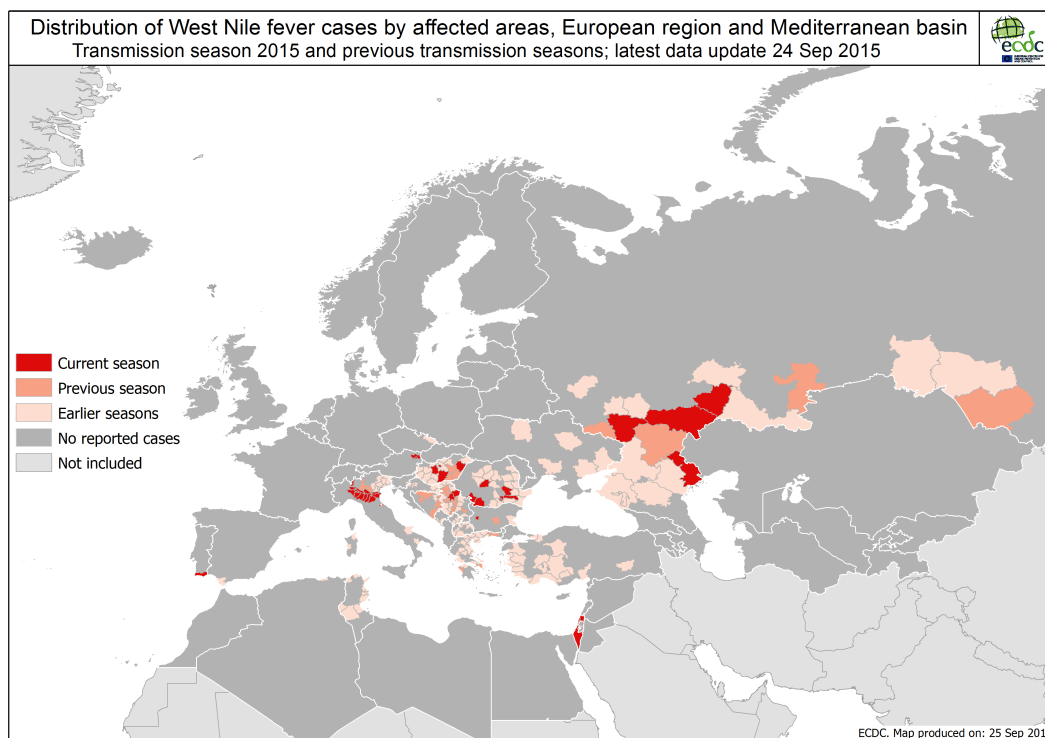 Distribution of West Nile fever cases by affected areas, European region and Mediterranean basin
Transmission season 2015 and previous transmission seasons; latest data update 24 Sep 2015
ecdc
Current season
Previous season
Earlier seasons
No reported cases
Not included
ECDC. Map produced on: 25 Sep 201